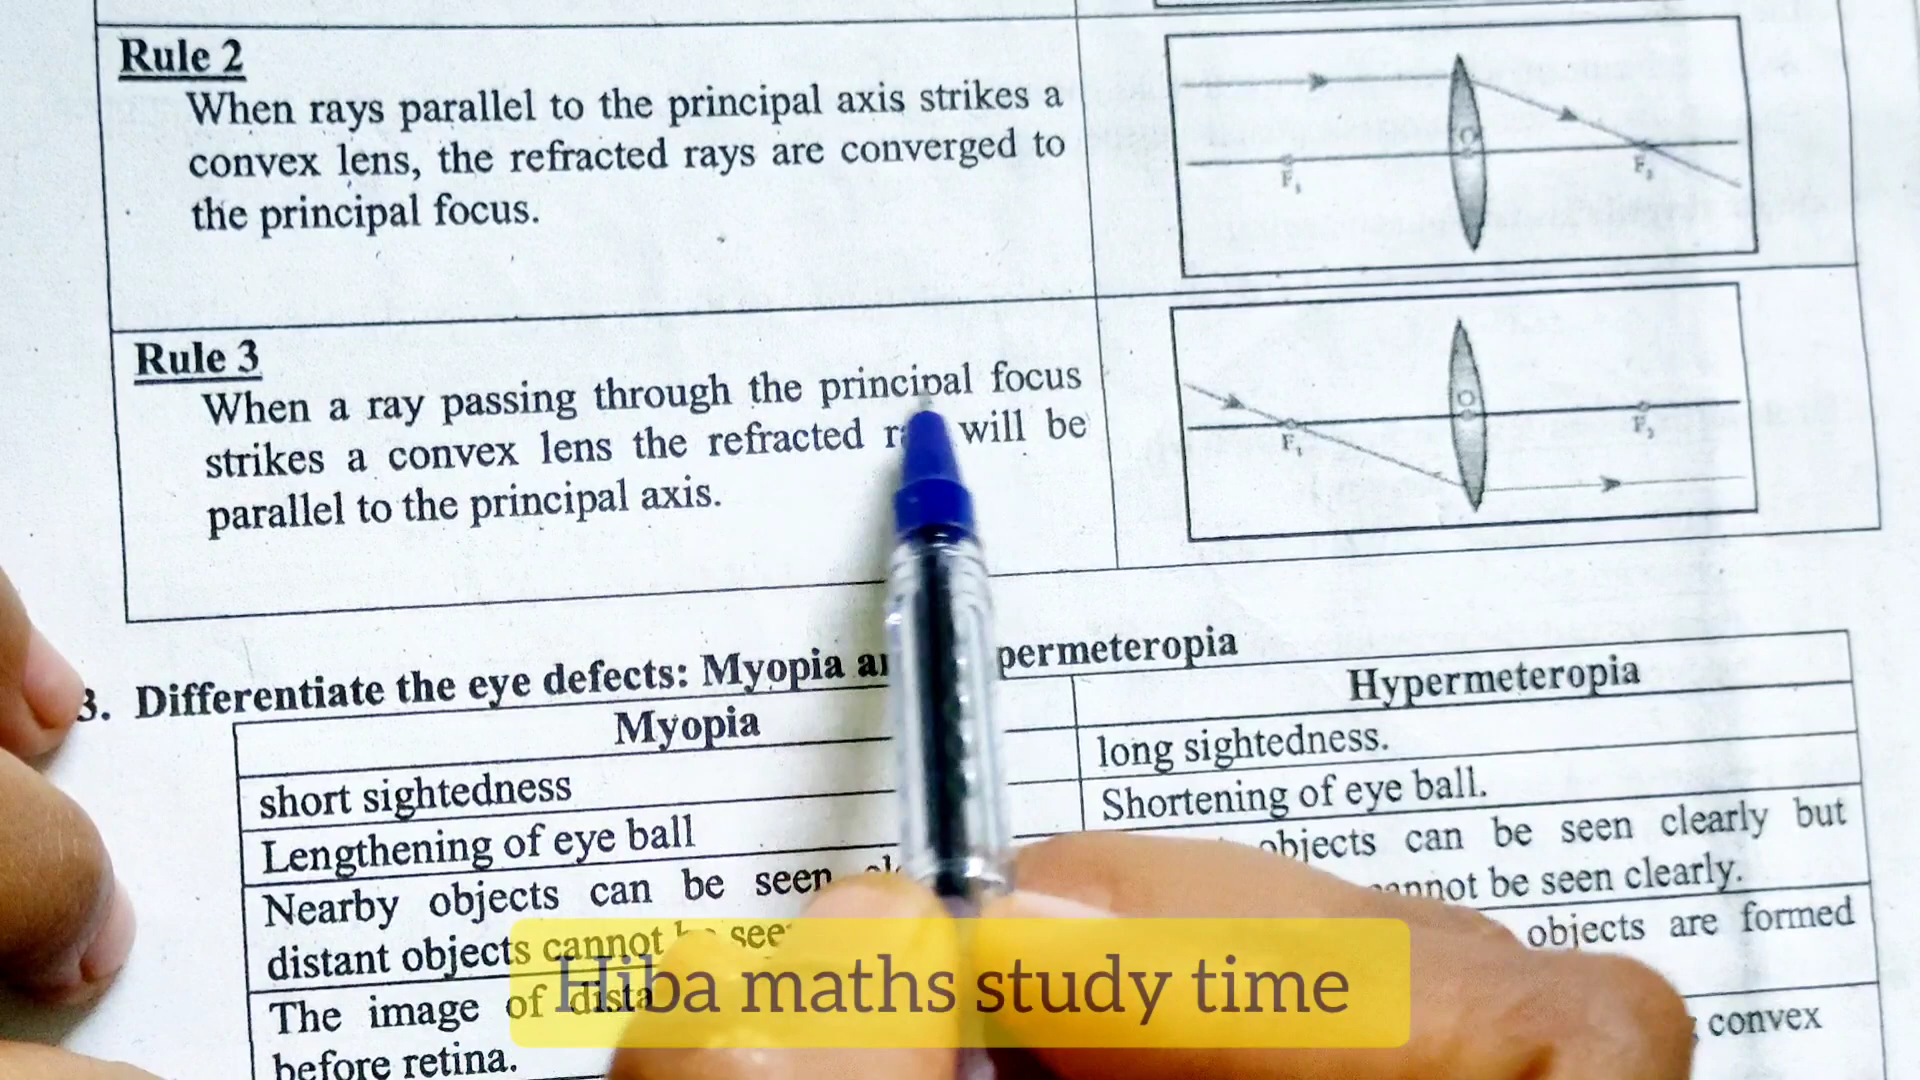 Rule 2
When rays parallel to the principal axis strikes a
convex lens, the refracted rays are converged to
the principal focus.
O
F₁
F₂
Rule 3
When a ray passing through the principal focus
strikes a convex lens the refracted will be
parallel to the principal axis.
O
F₁
F₂
3. Differentiate the eye defects: Myopia
Myopia
Hypermeteropia
short sightedness
long sightedness.
Lengthening of eye ball
Shortening of eye ball.
Nearby objects can be seen
distant objects cannot
objects can be seen clearly but
cannot be seen clearly.
The image of
before retina.
objects are formed
convex
Hiba maths study time